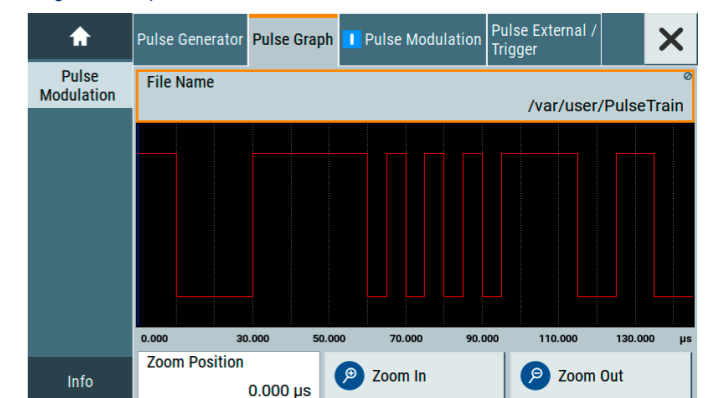 Pulse Generator
Pulse Graph
Pulse Modulation
Pulse External /
Trigger
Pulse
Modulation
File Name
/var/user/PulseTrain
0.000 30.000 50.000 70.000 90.000 110.000 130.000 µs
Zoom Position
0.000 µs
Zoom In
Zoom Out
Info